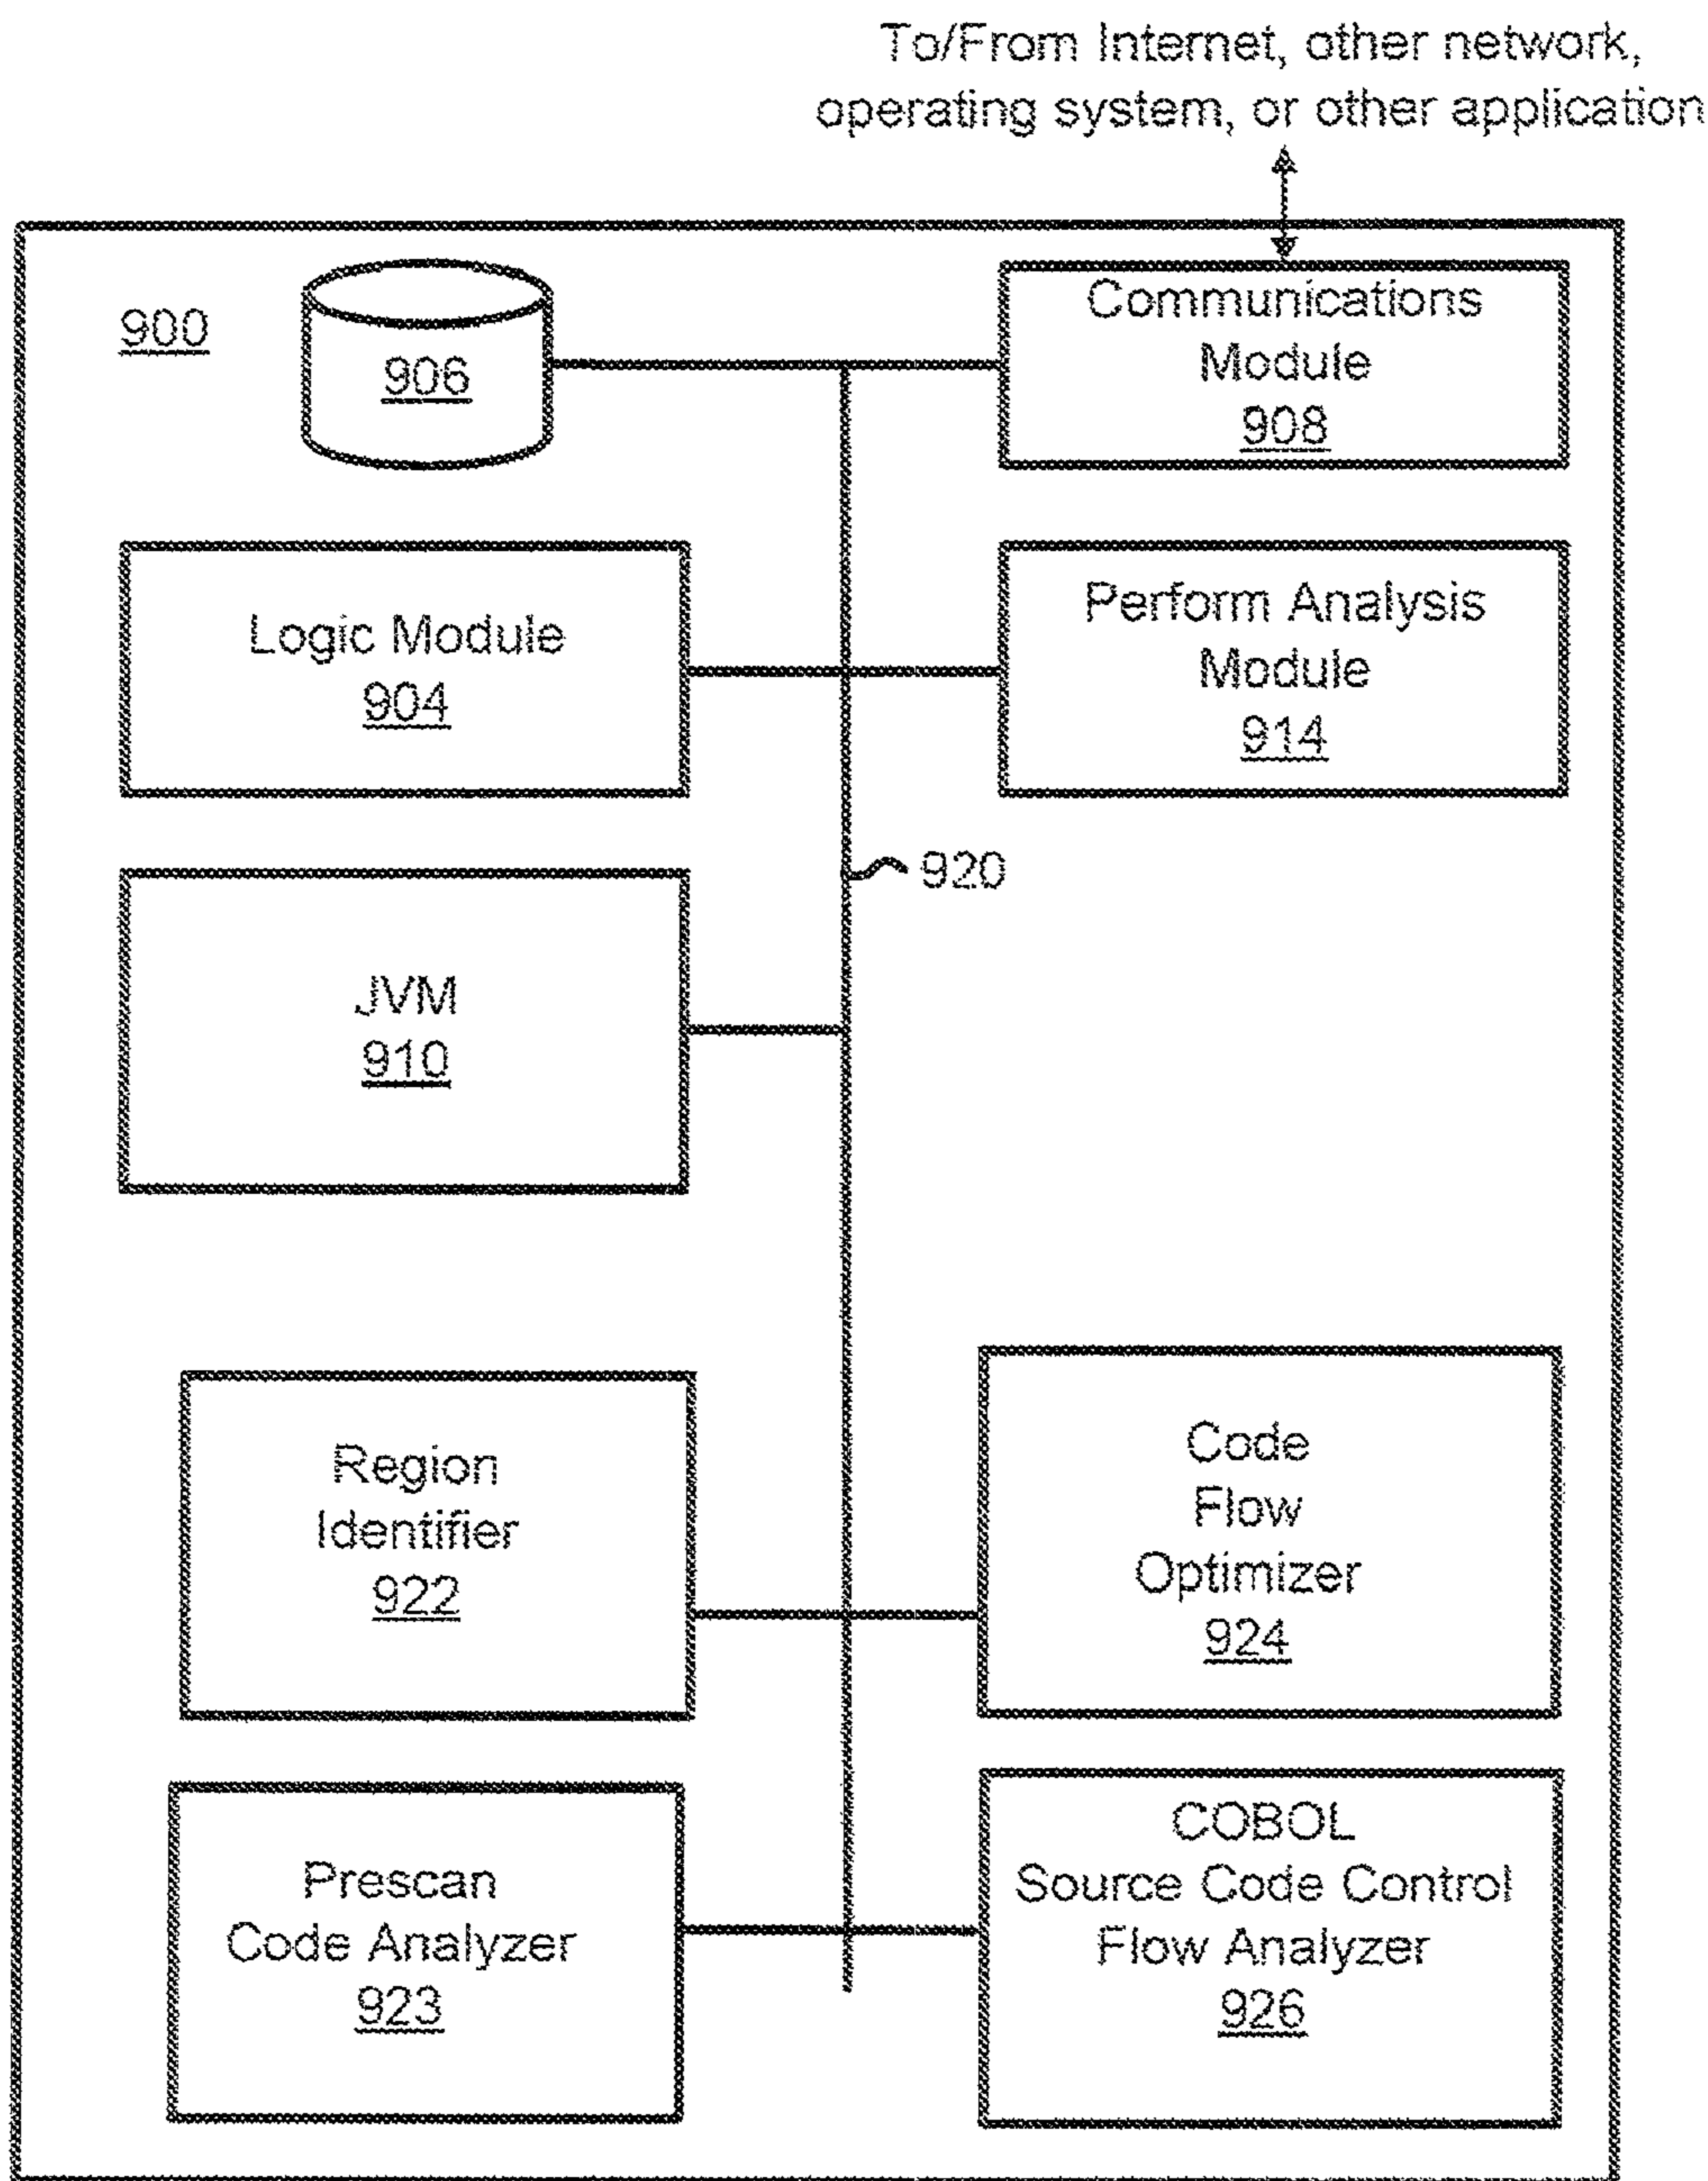 To/From Internet, other network,
operating system, or other application
900
906
Communications
Module
908
Logic Module
904
Perform Analysis
Module
914
920
JVM
910
Region
Identifier
922
Code
Flow
Optimizer
924
Prescan
Code Analyzer
923
COBOL
Source Code Control
Flow Analyzer
926